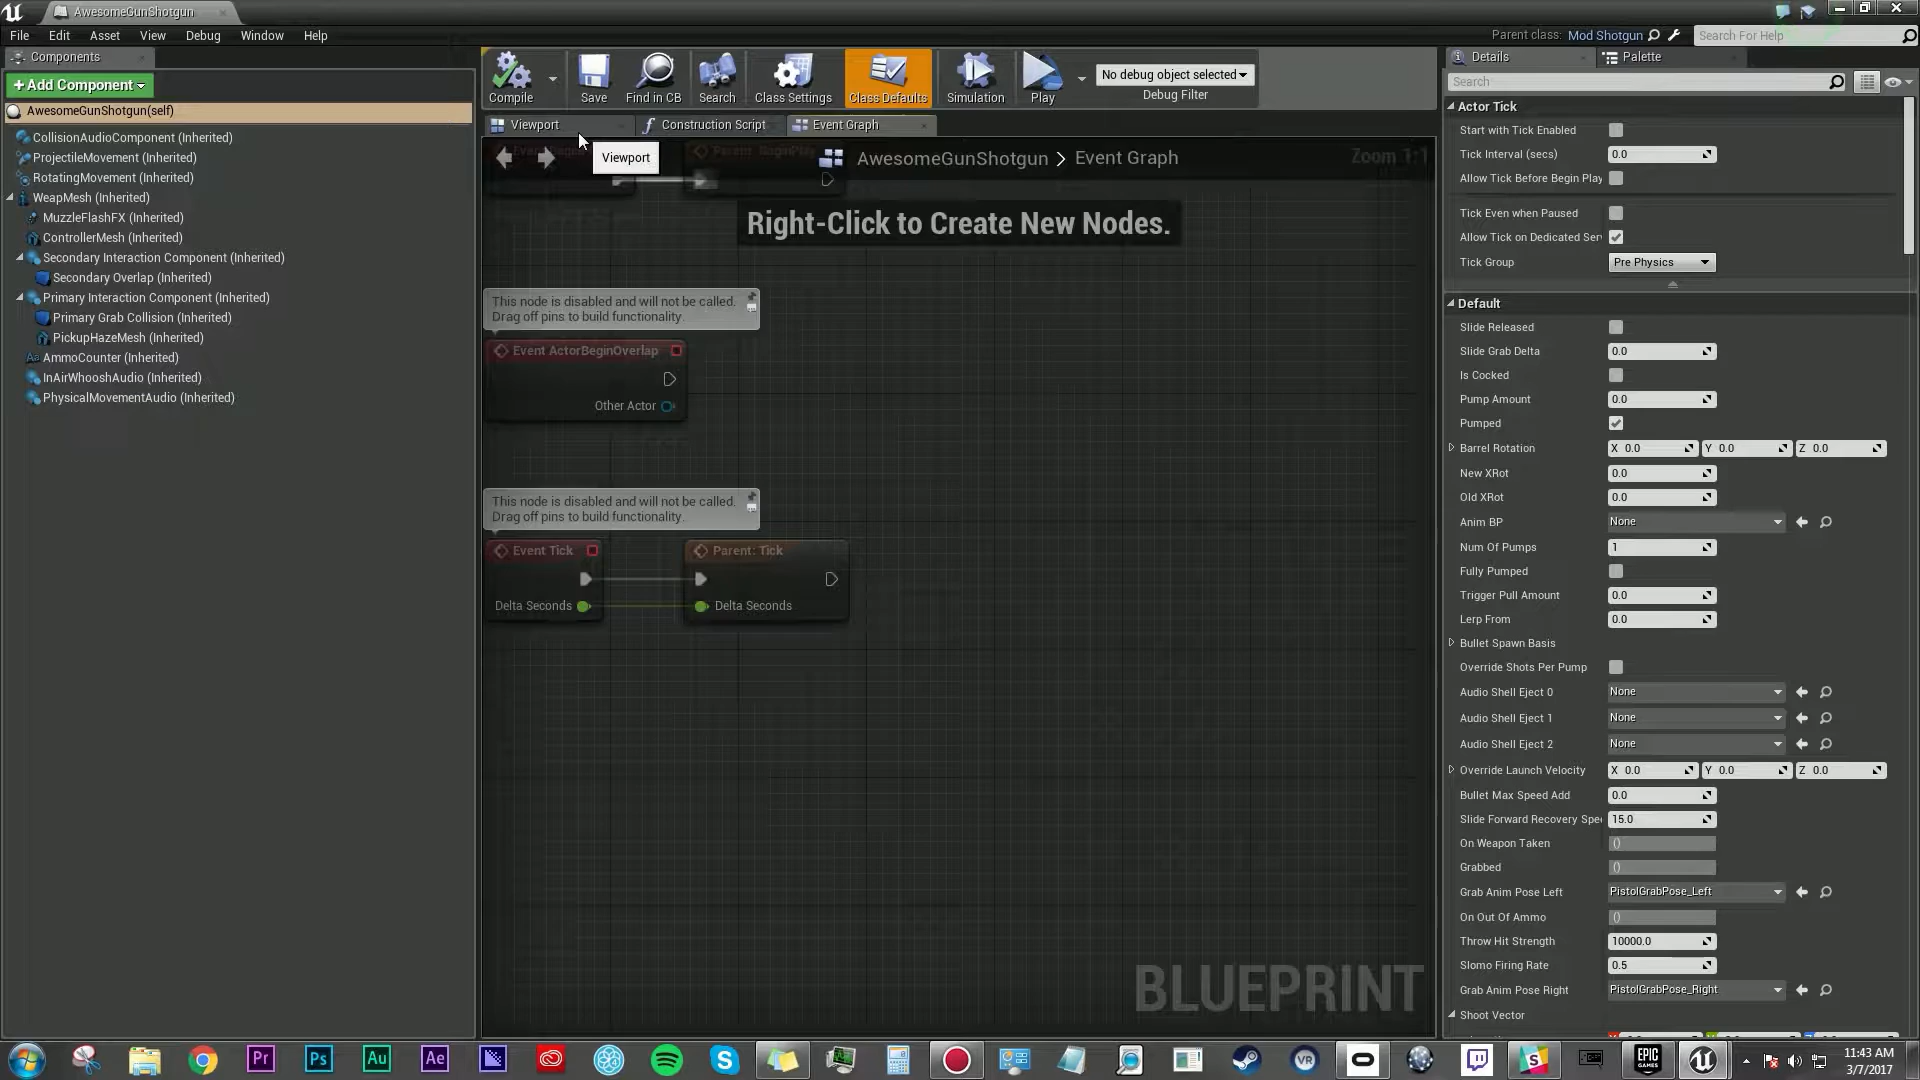 AwesomeGunShotgun
File Edit Asset View Debug Window Help
Parent class: Mod Shotgun
Search For Help
Components
+Add Component
AwesomeGunShotgun(self)
CollisionAudioComponent (Inherited)
ProjectileMovement (Inherited)
RotatingMovement (Inherited)
WeapMesh (Inherited)
MuzzleFlashFX (Inherited)
ControllerMesh (Inherited)
Secondary Interaction Component (Inherited)
Secondary Overlap (Inherited)
Primary Interaction Component (Inherited)
Primary Grab Collision (Inherited)
PickupHazeMesh (Inherited)
AmmoCounter (Inherited)
InAirWhooshAudio (Inherited)
PhysicalMovementAudio (Inherited)
Compile
Save
Find in CB
Search
Class Settings
Class Defaults
Simulation
Play
No debug object selected
Debug Filter
Viewport
Construction Script
Event Graph
Viewport
AwesomeGunShotgun > Event Graph
Zoom 1:1
Right-Click to Create New Nodes.
This node is disabled and will not be called.
Drag off pins to build functionality.
Event ActorBeginOverlap
Other Actor
This node is disabled and will not be called.
Drag off pins to build functionality.
Event Tick
Delta Seconds
Parent: Tick
Delta Seconds
BLUEPRINT
Details
Palette
Search
Actor Tick
Start with Tick Enabled
Tick Interval (secs) 0.0
Allow Tick Before Begin Play
Tick Even when Paused
Allow Tick on Dedicated Serv
Tick Group Pre Physics
Default
Slide Released
Slide Grab Delta 0.0
Is Cocked
Pump Amount 0.0
Pumped
Barrel Rotation X 0.0 Y 0.0 Z 0.0
New XRot 0.0
Old XRot 0.0
Anim BP None
Num Of Pumps 1
Fully Pumped
Trigger Pull Amount 0.0
Lerp From 0.0
Bullet Spawn Basis
Override Shots Per Pump
Audio Shell Eject 0 None
Audio Shell Eject 1 None
Audio Shell Eject 2 None
Override Launch Velocity X 0.0 Y 0.0 Z 0.0
Bullet Max Speed Add 0.0
Slide Forward Recovery Spee 15.0
On Weapon Taken ()
Grabbed ()
Grab Anim Pose Left PistolGrabPose_Left
On Out Of Ammo ()
Throw Hit Strength 10000.0
Slomo Firing Rate 0.5
Grab Anim Pose Right PistolGrabPose_Right
Shoot Vector
Pr
Ps
Au
Ae
VR
EPIC GAMES
11:43 AM
3/7/2017